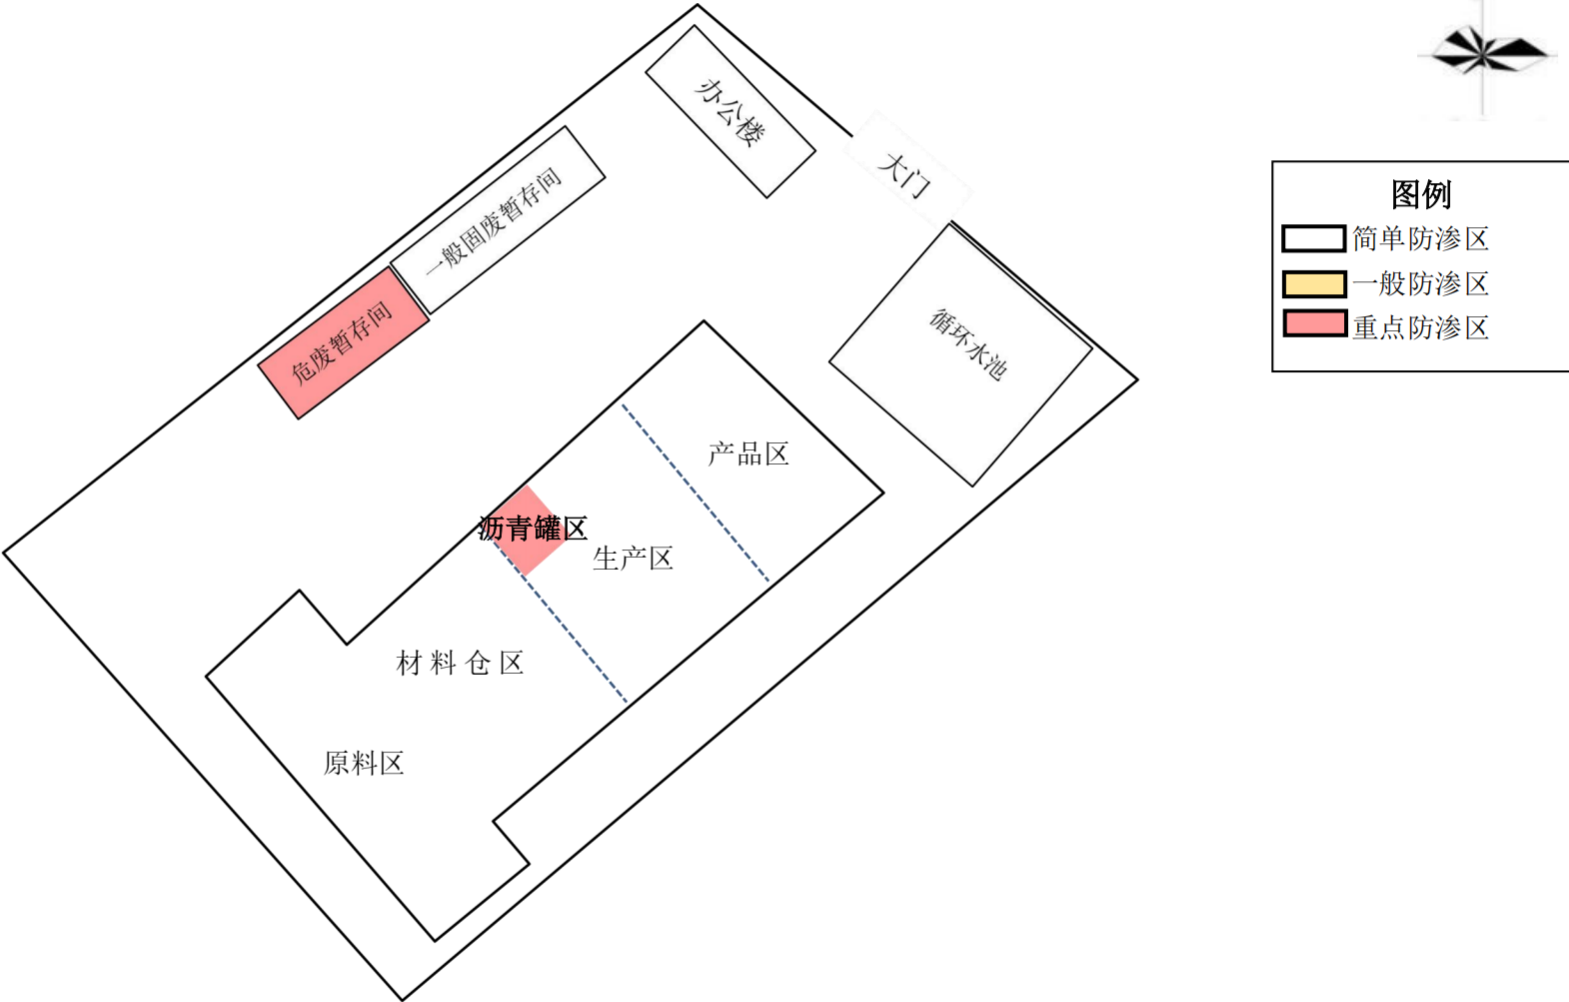 办公楼
大门
一般固废暂存间
危废暂存间
循环水池
产品区
沥青罐区
生产区
材料仓区
原料区
图例
简单防渗区
一般防渗区
重点防渗区